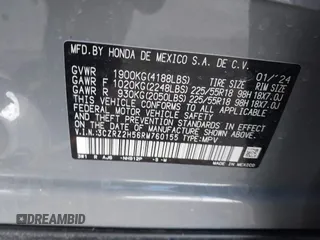 MFD.BY HONDA DE MEXICO S.A. DE C.V.
GVWR 1900KG(4188LBS) TIRE SIZE 01/'24 RIM SIZE
GAWR F 1020KG(2248LBS) 225/55R18 98H 18X7.0J
GAWR R 930KG(2050LBS) 225/55R18 98H 18X7.0J
THIS VEHICLE CONFORMS TO ALL APPLICABLE FEDERAL MOTOR VEHICLE SAFETY, BUMPER, AND THEFT PREVENTION STANDARDS IN EFFECT ON THE DATE OF MANUFACTURE SHOWN ABOVE.
V.I.N:3CZRZ2H56RM760155 TYPE:MPV
MADE IN MEXICO
DREAMBID